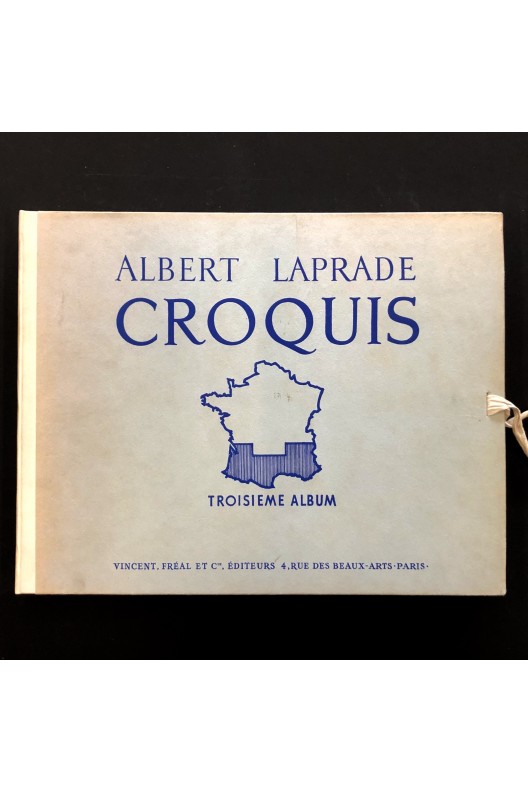 ALBERT LAPRADE
CROQUIS
TROISIEME ALBUM
VINCENT, FRÉAL ET Cie, ÉDITEURS 4, RUE DES BEAUX-ARTS·PARIS·